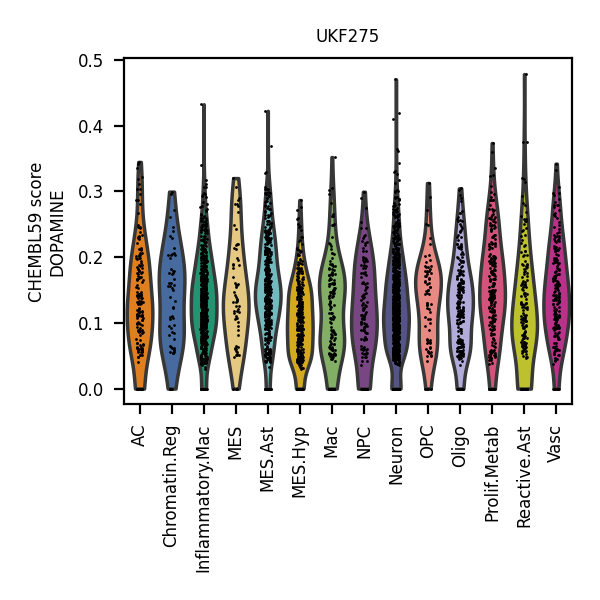 UKF275
CHEMBL59 score
DOPAMINE
0.5
0.4
0.3
0.2
0.1
0.0
AC
Chromatin.Reg
Inflammatory.Mac
MES
MES.Ast
MES.Hyp
Mac
NPC
Neuron
OPC
Oligo
Prolif.Metab
Reactive.Ast
Vasc